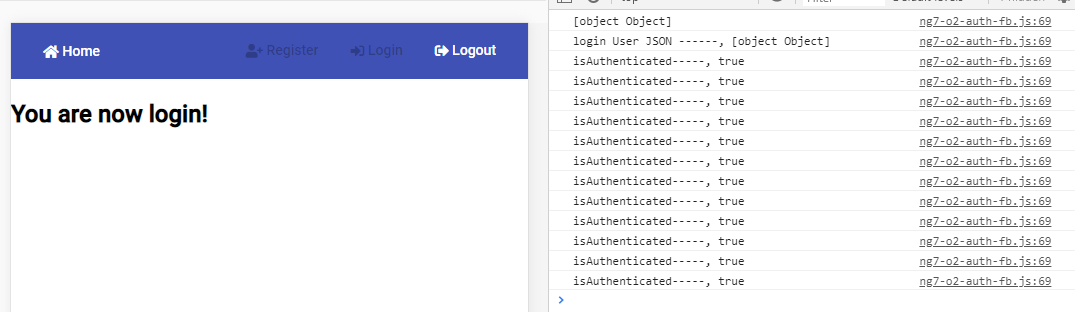 Home Register Login Logout
You are now login!
[object Object] ng7-o2-auth-fb.js:69
login User JSON ------, [object Object] ng7-o2-auth-fb.js:69
isAuthenticated-----, true ng7-o2-auth-fb.js:69
isAuthenticated-----, true ng7-o2-auth-fb.js:69
isAuthenticated-----, true ng7-o2-auth-fb.js:69
isAuthenticated-----, true ng7-o2-auth-fb.js:69
isAuthenticated-----, true ng7-o2-auth-fb.js:69
isAuthenticated-----, true ng7-o2-auth-fb.js:69
isAuthenticated-----, true ng7-o2-auth-fb.js:69
isAuthenticated-----, true ng7-o2-auth-fb.js:69
isAuthenticated-----, true ng7-o2-auth-fb.js:69
isAuthenticated-----, true ng7-o2-auth-fb.js:69
isAuthenticated-----, true ng7-o2-auth-fb.js:69
isAuthenticated-----, true ng7-o2-auth-fb.js:69